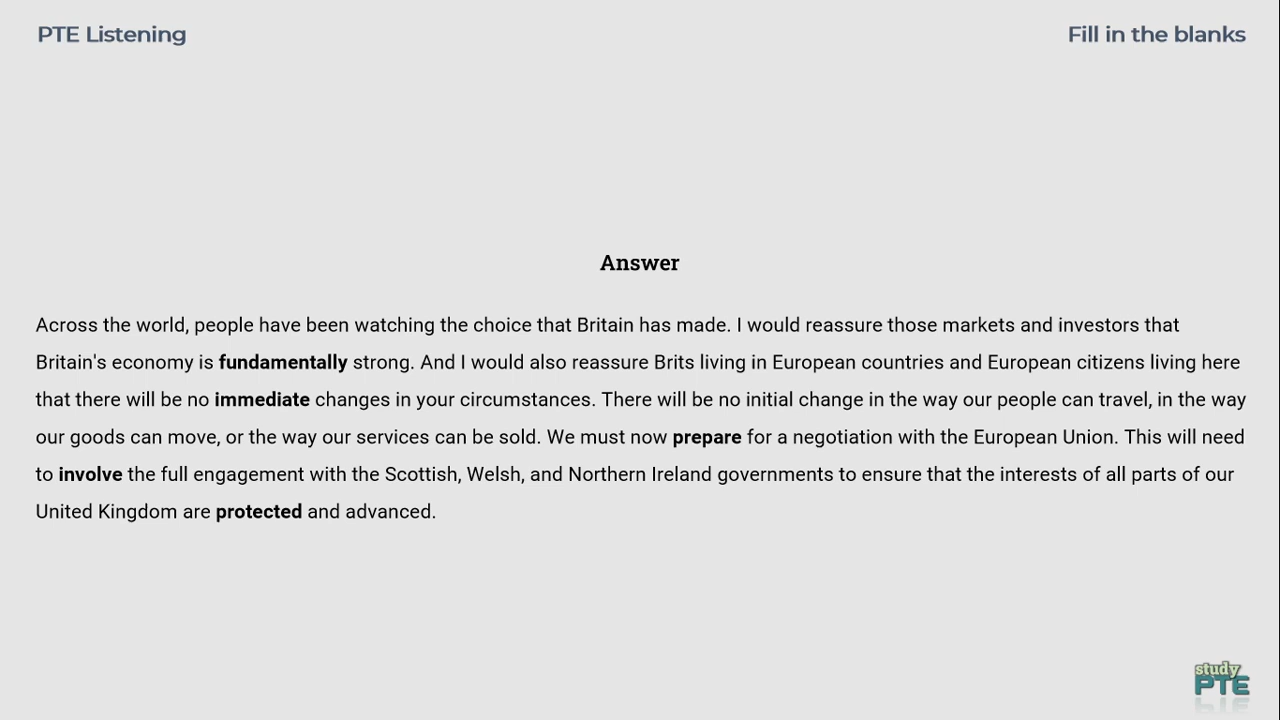 PTE Listening
Fill in the blanks
Answer
Across the world, people have been watching the choice that Britain has made. I would reassure those markets and investors that
Britain's economy is fundamentally strong. And I would also reassure Brits living in European countries and European citizens living here
that there will be no immediate changes in your circumstances. There will be no initial change in the way our people can travel, in the way
our goods can move, or the way our services can be sold. We must now prepare for a negotiation with the European Union. This will need
to involve the full engagement with the Scottish, Welsh, and Northern Ireland governments to ensure that the interests of all parts of our
United Kingdom are protected and advanced.
study
PTE